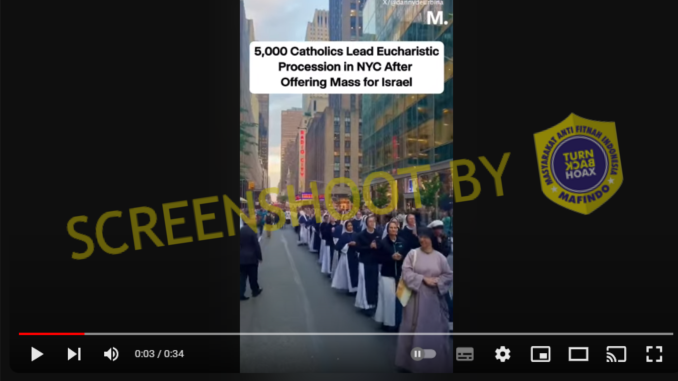 M.
5,000 Catholics Lead Eucharistic
Procession in NYC After
Offering Mass for Israel
SCREENSHOOT BY
MASYARAKAT ANTI FITNAH INDONESIA
TURN
BACK
HOAX
MAFINDO
0:03 / 0:34